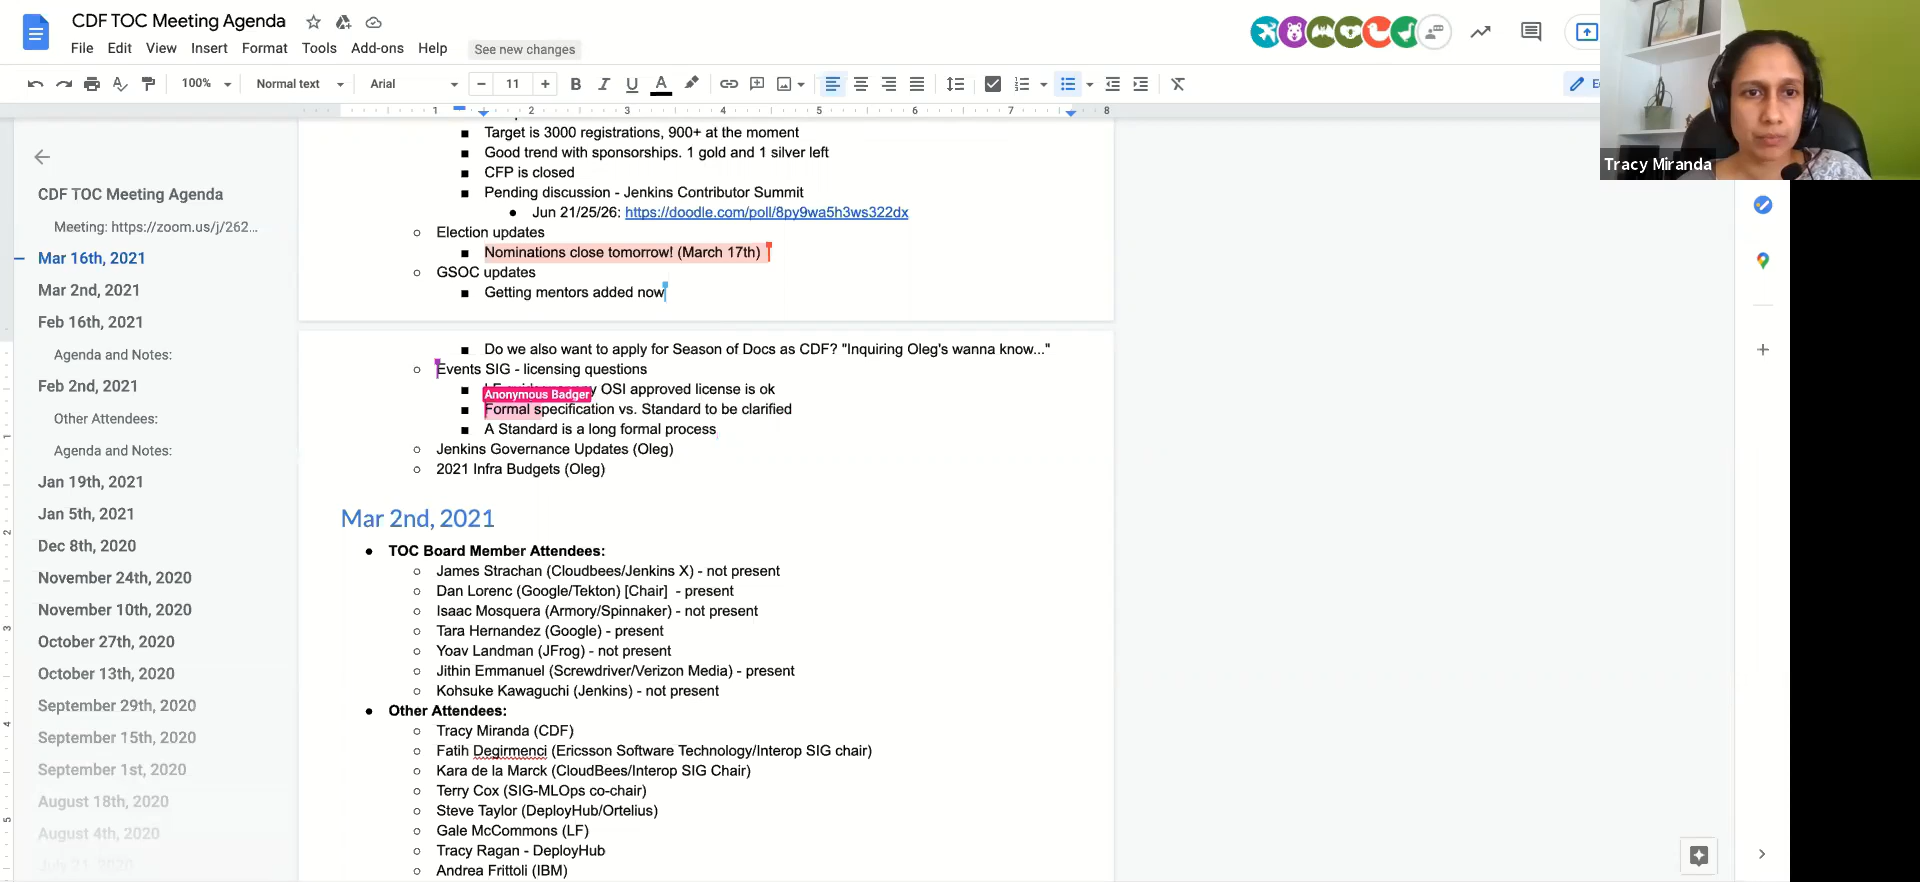 CDF TOC Meeting Agenda
File Edit View Insert Format Tools Add-ons Help See new changes
100% Normal text Arial 11
1 2 3 4 5 6 7 8
CDF TOC Meeting Agenda
Meeting: https://zoom.us/j/262...
Mar 16th, 2021
Mar 2nd, 2021
Feb 16th, 2021
Agenda and Notes:
Feb 2nd, 2021
Other Attendees:
Agenda and Notes:
Jan 19th, 2021
Jan 5th, 2021
Dec 8th, 2020
November 24th, 2020
November 10th, 2020
October 27th, 2020
October 13th, 2020
September 29th, 2020
September 15th, 2020
September 1st, 2020
August 18th, 2020
August 4th, 2020
July 21, 2020
Target is 3000 registrations, 900+ at the moment
Good trend with sponsorships. 1 gold and 1 silver left
CFP is closed
Pending discussion - Jenkins Contributor Summit
Jun 21/25/26: https://doodle.com/poll/8py9wa5h3ws322dx
Election updates
Nominations close tomorrow! (March 17th)
GSOC updates
Getting mentors added now
Do we also want to apply for Season of Docs as CDF? "Inquiring Oleg's wanna know..."
Events SIG - licensing questions
OSI approved license is ok
Anonymous Badger
Formal specification vs. Standard to be clarified
A Standard is a long formal process
Jenkins Governance Updates (Oleg)
2021 Infra Budgets (Oleg)
Mar 2nd, 2021
TOC Board Member Attendees:
James Strachan (Cloudbees/Jenkins X) - not present
Dan Lorenc (Google/Tekton) [Chair] - present
Isaac Mosquera (Armory/Spinnaker) - not present
Tara Hernandez (Google) - present
Yoav Landman (JFrog) - not present
Jithin Emmanuel (Screwdriver/Verizon Media) - present
Kohsuke Kawaguchi (Jenkins) - not present
Other Attendees:
Tracy Miranda (CDF)
Fatih Degirmenci (Ericsson Software Technology/Interop SIG chair)
Kara de la Marck (CloudBees/Interop SIG Chair)
Terry Cox (SIG-MLOps co-chair)
Steve Taylor (DeployHub/Ortelius)
Gale McCommons (LF)
Tracy Ragan - DeployHub
Andrea Frittoli (IBM)
Tracy Miranda